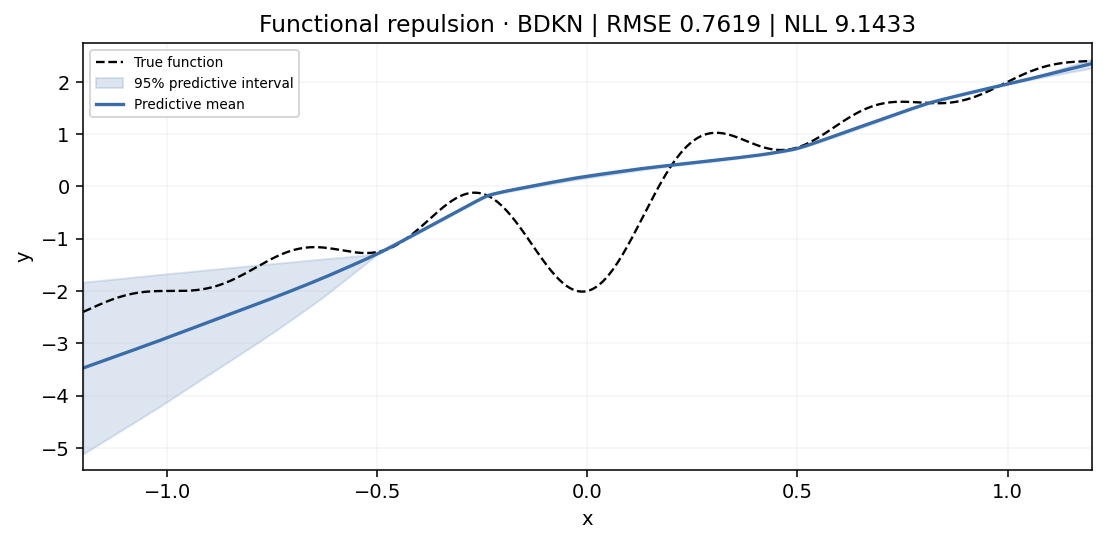 Functional repulsion · BDKN | RMSE 0.7619 | NLL 9.1433
True function
95% predictive interval
Predictive mean
y
2
1
0
−1
−2
−3
−4
−5
−1.0 −0.5 0.0 0.5 1.0
x